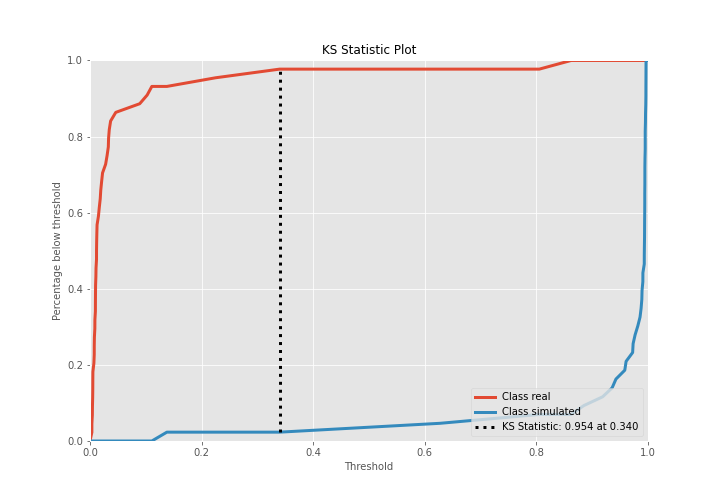 KS Statistic Plot
1.0
0.8
0.6
0.4
0.2
0.0
Percentage below threshold
0.0 0.2 0.4 0.6 0.8 1.0
Threshold
Class real
Class simulated
KS Statistic: 0.954 at 0.340